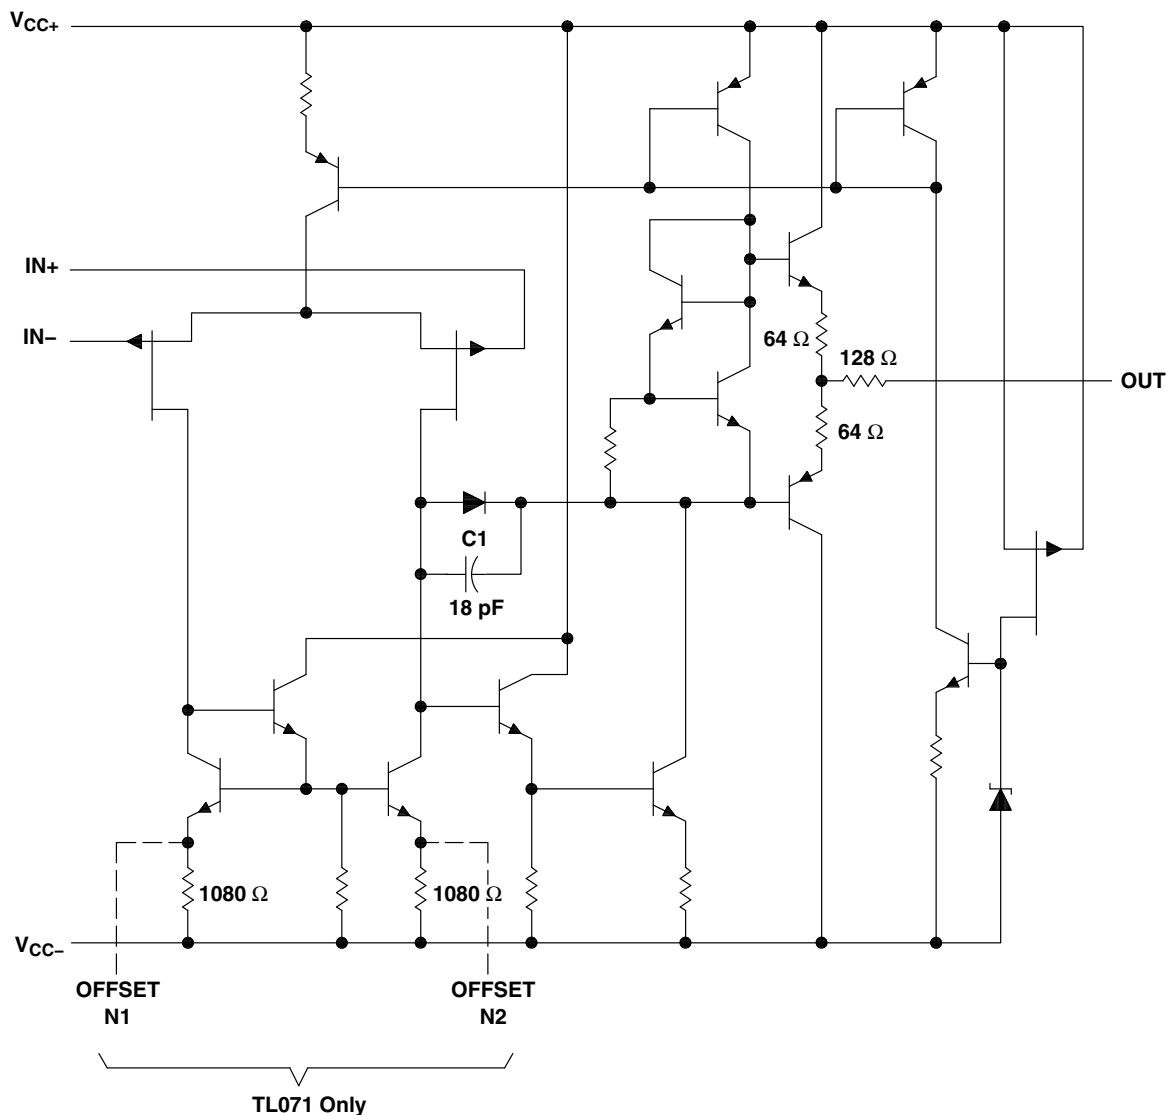 VCC+
IN+
IN−
64 Ω
128 Ω
OUT
64 Ω
C1
18 pF
1080 Ω
1080 Ω
VCC−
OFFSET
N1
OFFSET
N2
TL071 Only